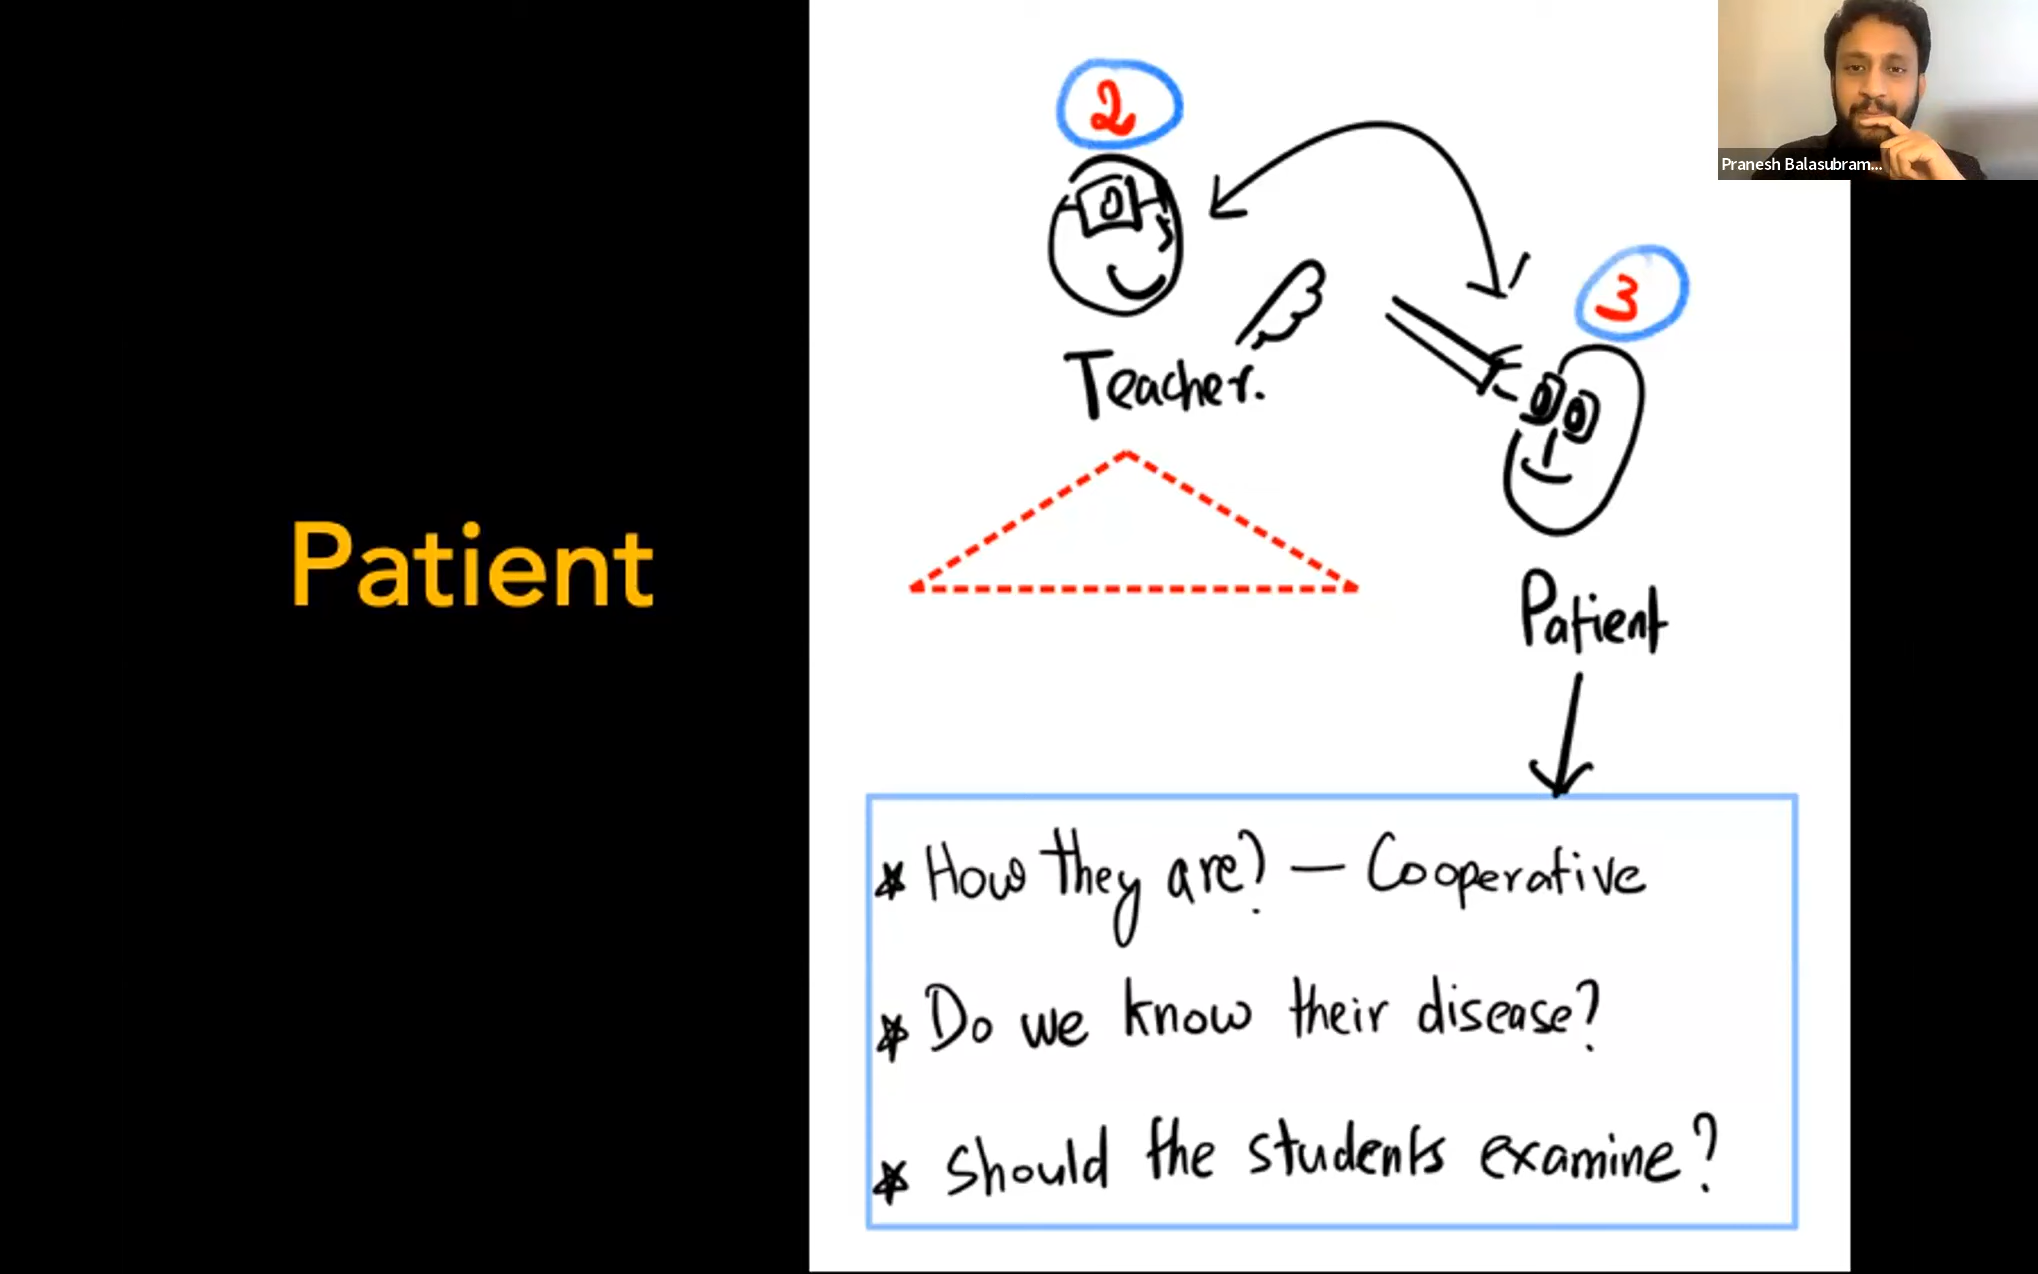 Patient
2
3
Teacher.
Patient
* How they are? — Cooperative
* Do we know their disease?
* Should the students examine?
Pranesh Balasubram...